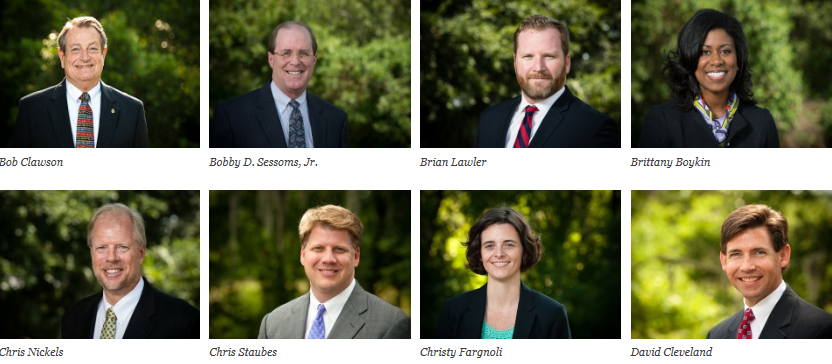 Bob Clawson
Bobby D. Sessoms, Jr.
Brian Lawler
Brittany Boykin
Chris Nickels
Chris Staubes
Christy Fargnoli
David Cleveland